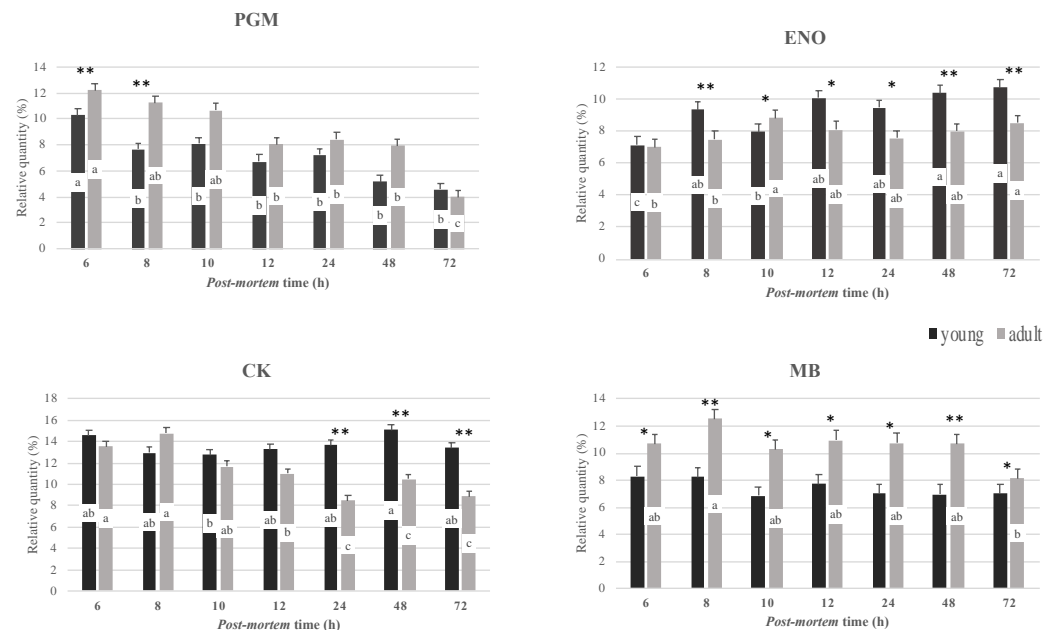 PGM
Relative quantity (%)
14
12
10
8
6
4
2
0
** **
a a b ab b ab b b b b b b b c
6 8 10 12 24 48 72
Post-mortem time (h)
ENO
Relative quantity (%)
12
10
8
6
4
2
0
** * * * ** **
c b ab b b a ab ab ab ab a ab a a
6 8 10 12 24 48 72
Post-mortem time (h)
young adult
CK
Relative quantity (%)
18
16
14
12
10
8
6
4
2
0
** ** **
ab a ab a b ab ab b ab c a c ab c
6 8 10 12 24 48 72
Post-mortem time (h)
MB
Relative quantity (%)
14
12
10
8
6
4
2
0
* ** * * * ** *
ab a ab ab ab ab b
6 8 10 12 24 48 72
Post-mortem time (h)